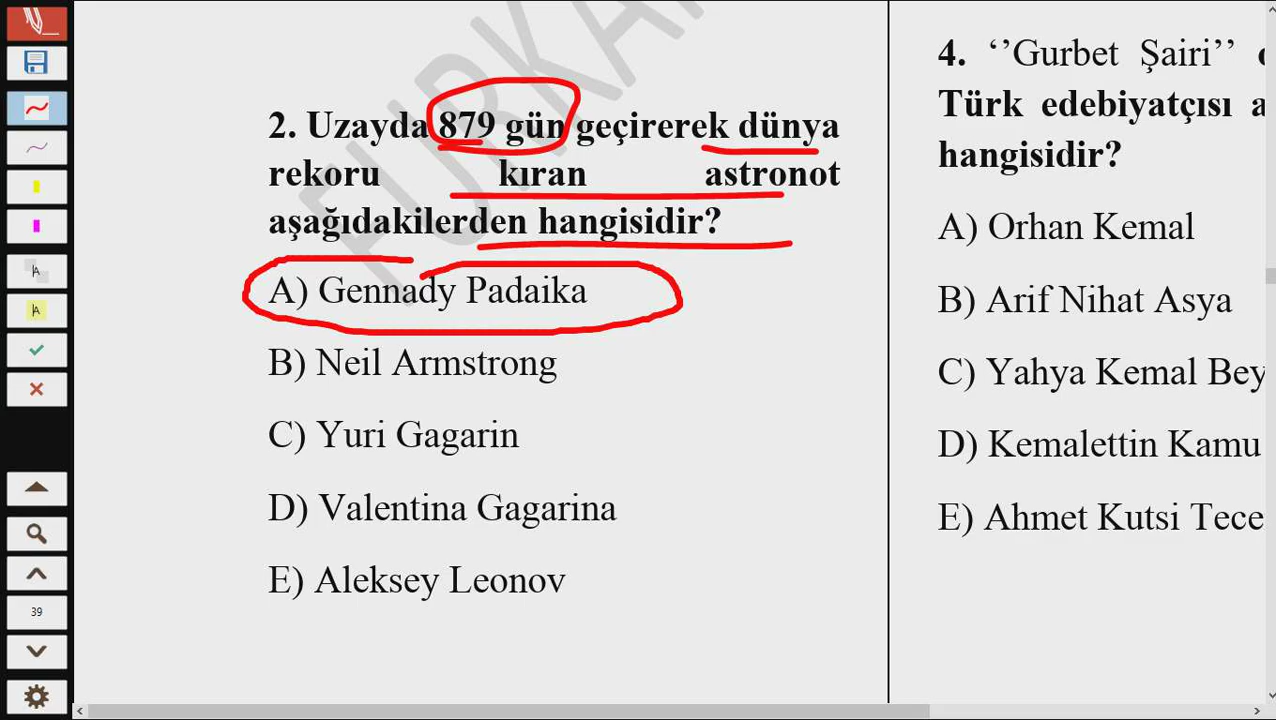 2. Uzayda 879 gün geçirerek dünya
rekoru kıran astronot
aşağıdakilerden hangisidir?
A) Gennady Padaika
B) Neil Armstrong
C) Yuri Gagarin
D) Valentina Gagarina
E) Aleksey Leonov
4. ‘’Gurbet Şairi’’
Türk edebiyatçısı a
hangisidir?
A) Orhan Kemal
B) Arif Nihat Asya
C) Yahya Kemal Bey
D) Kemalettin Kamu
E) Ahmet Kutsi Tece
FURKA
39